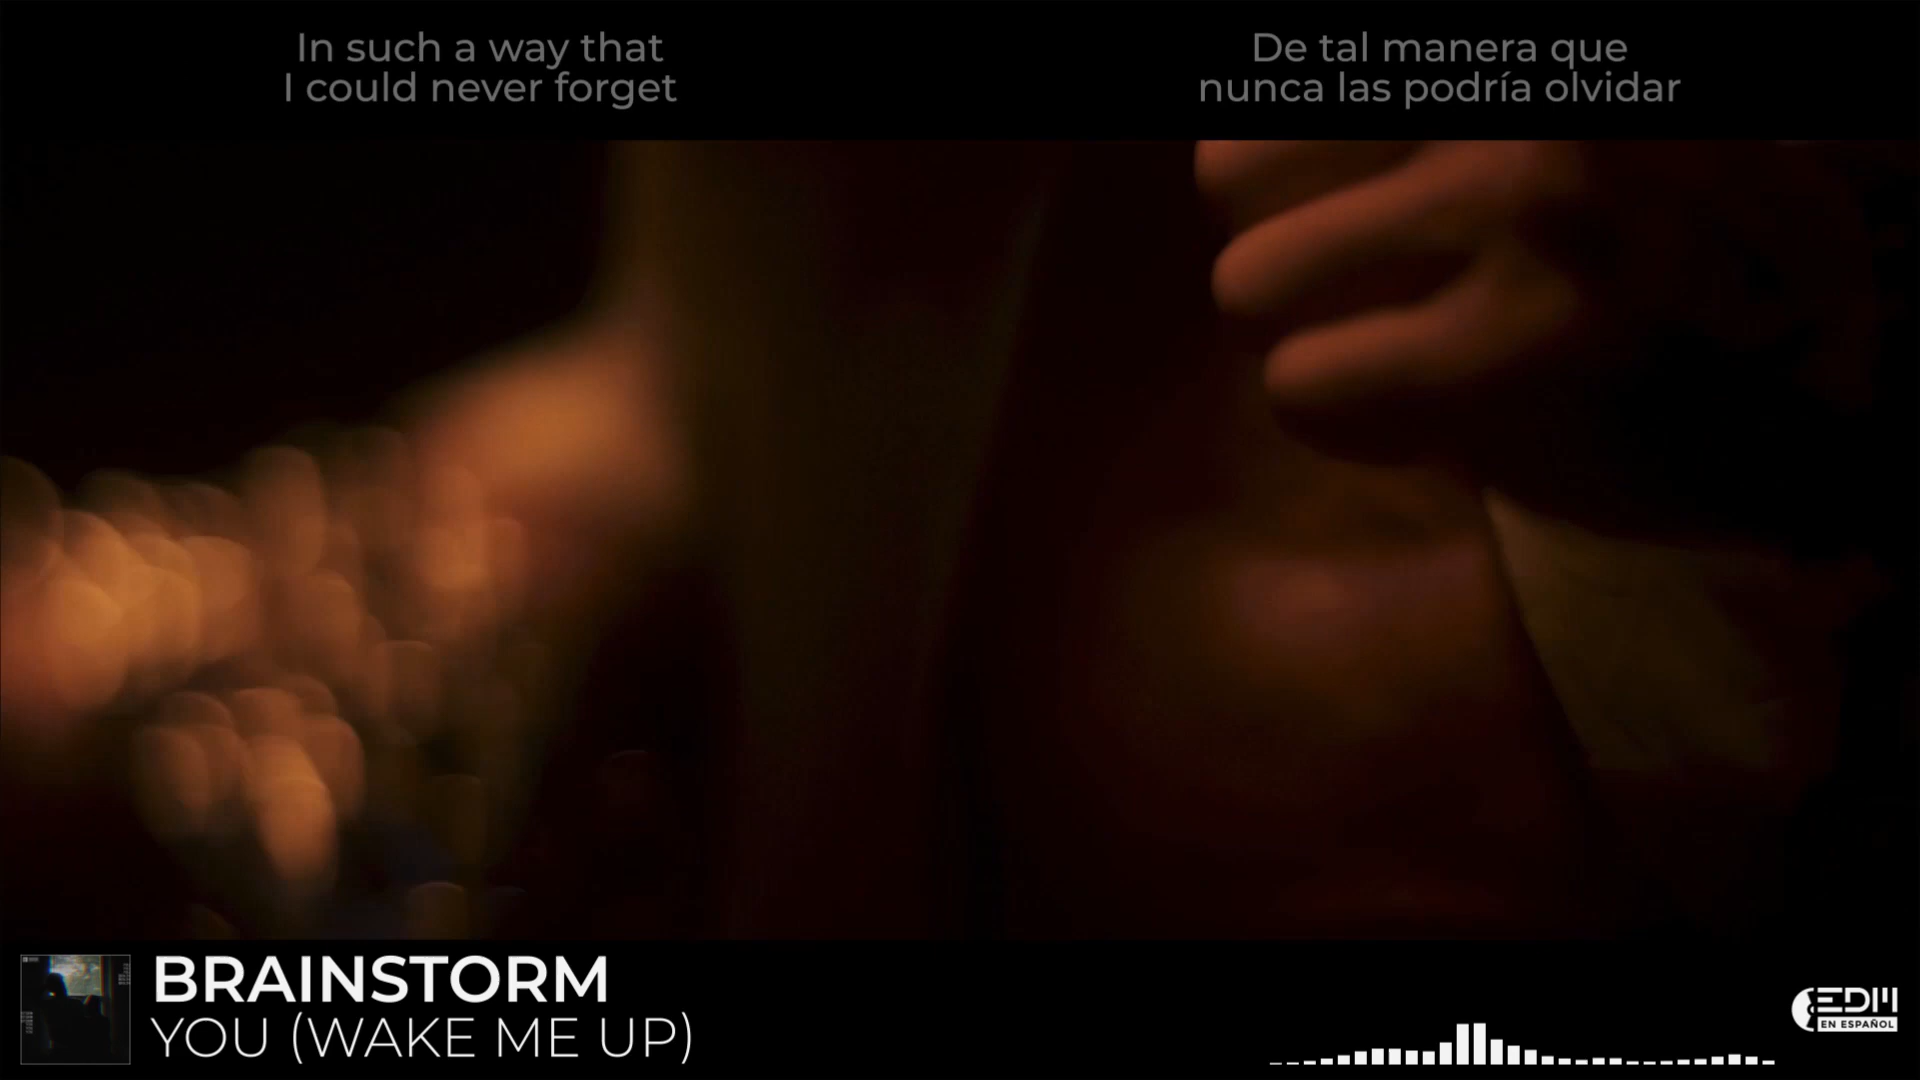 In such a way that
I could never forget
De tal manera que
nunca las podría olvidar
BRAINSTORM
YOU (WAKE ME UP)
EDM
EN ESPAÑOL